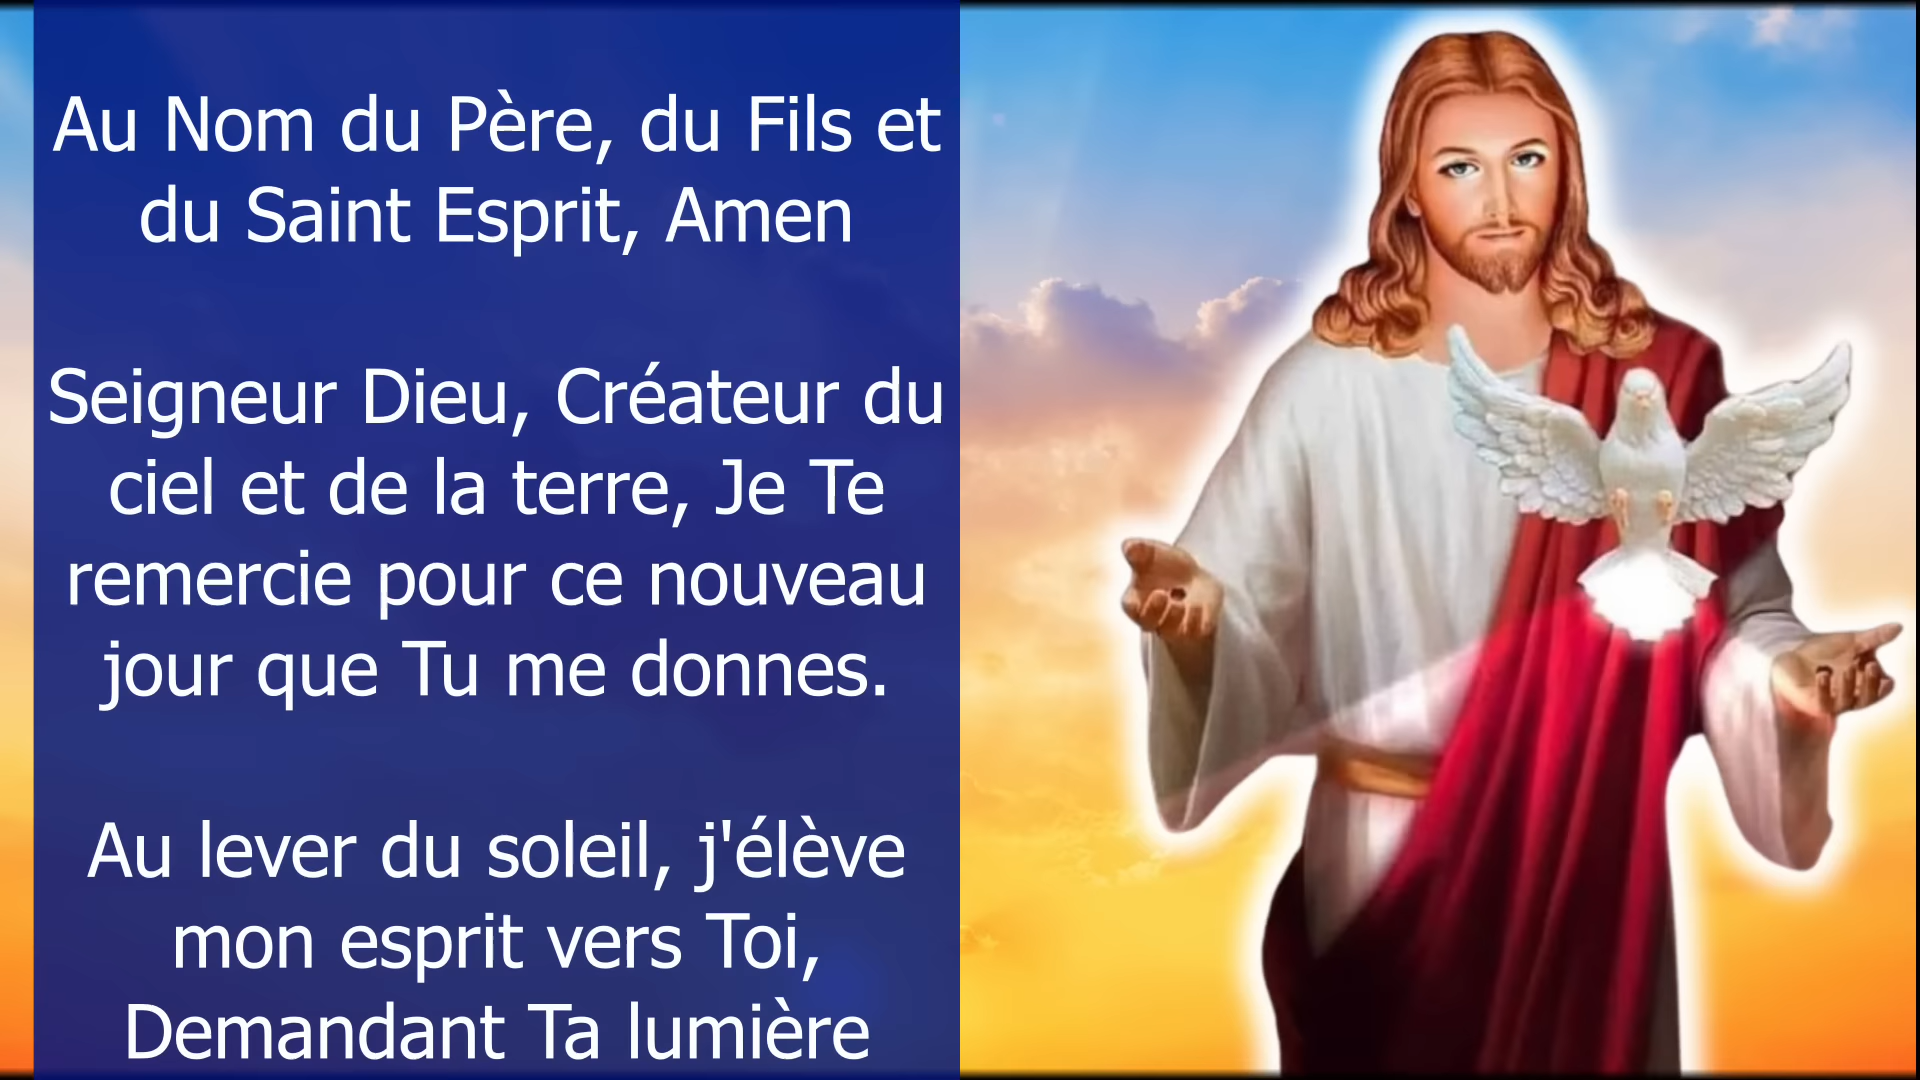 Au Nom du Père, du Fils et
du Saint Esprit, Amen
Seigneur Dieu, Créateur du
ciel et de la terre, Je Te
remercie pour ce nouveau
jour que Tu me donnes.
Au lever du soleil, j'élève
mon esprit vers Toi,
Demandant Ta lumière